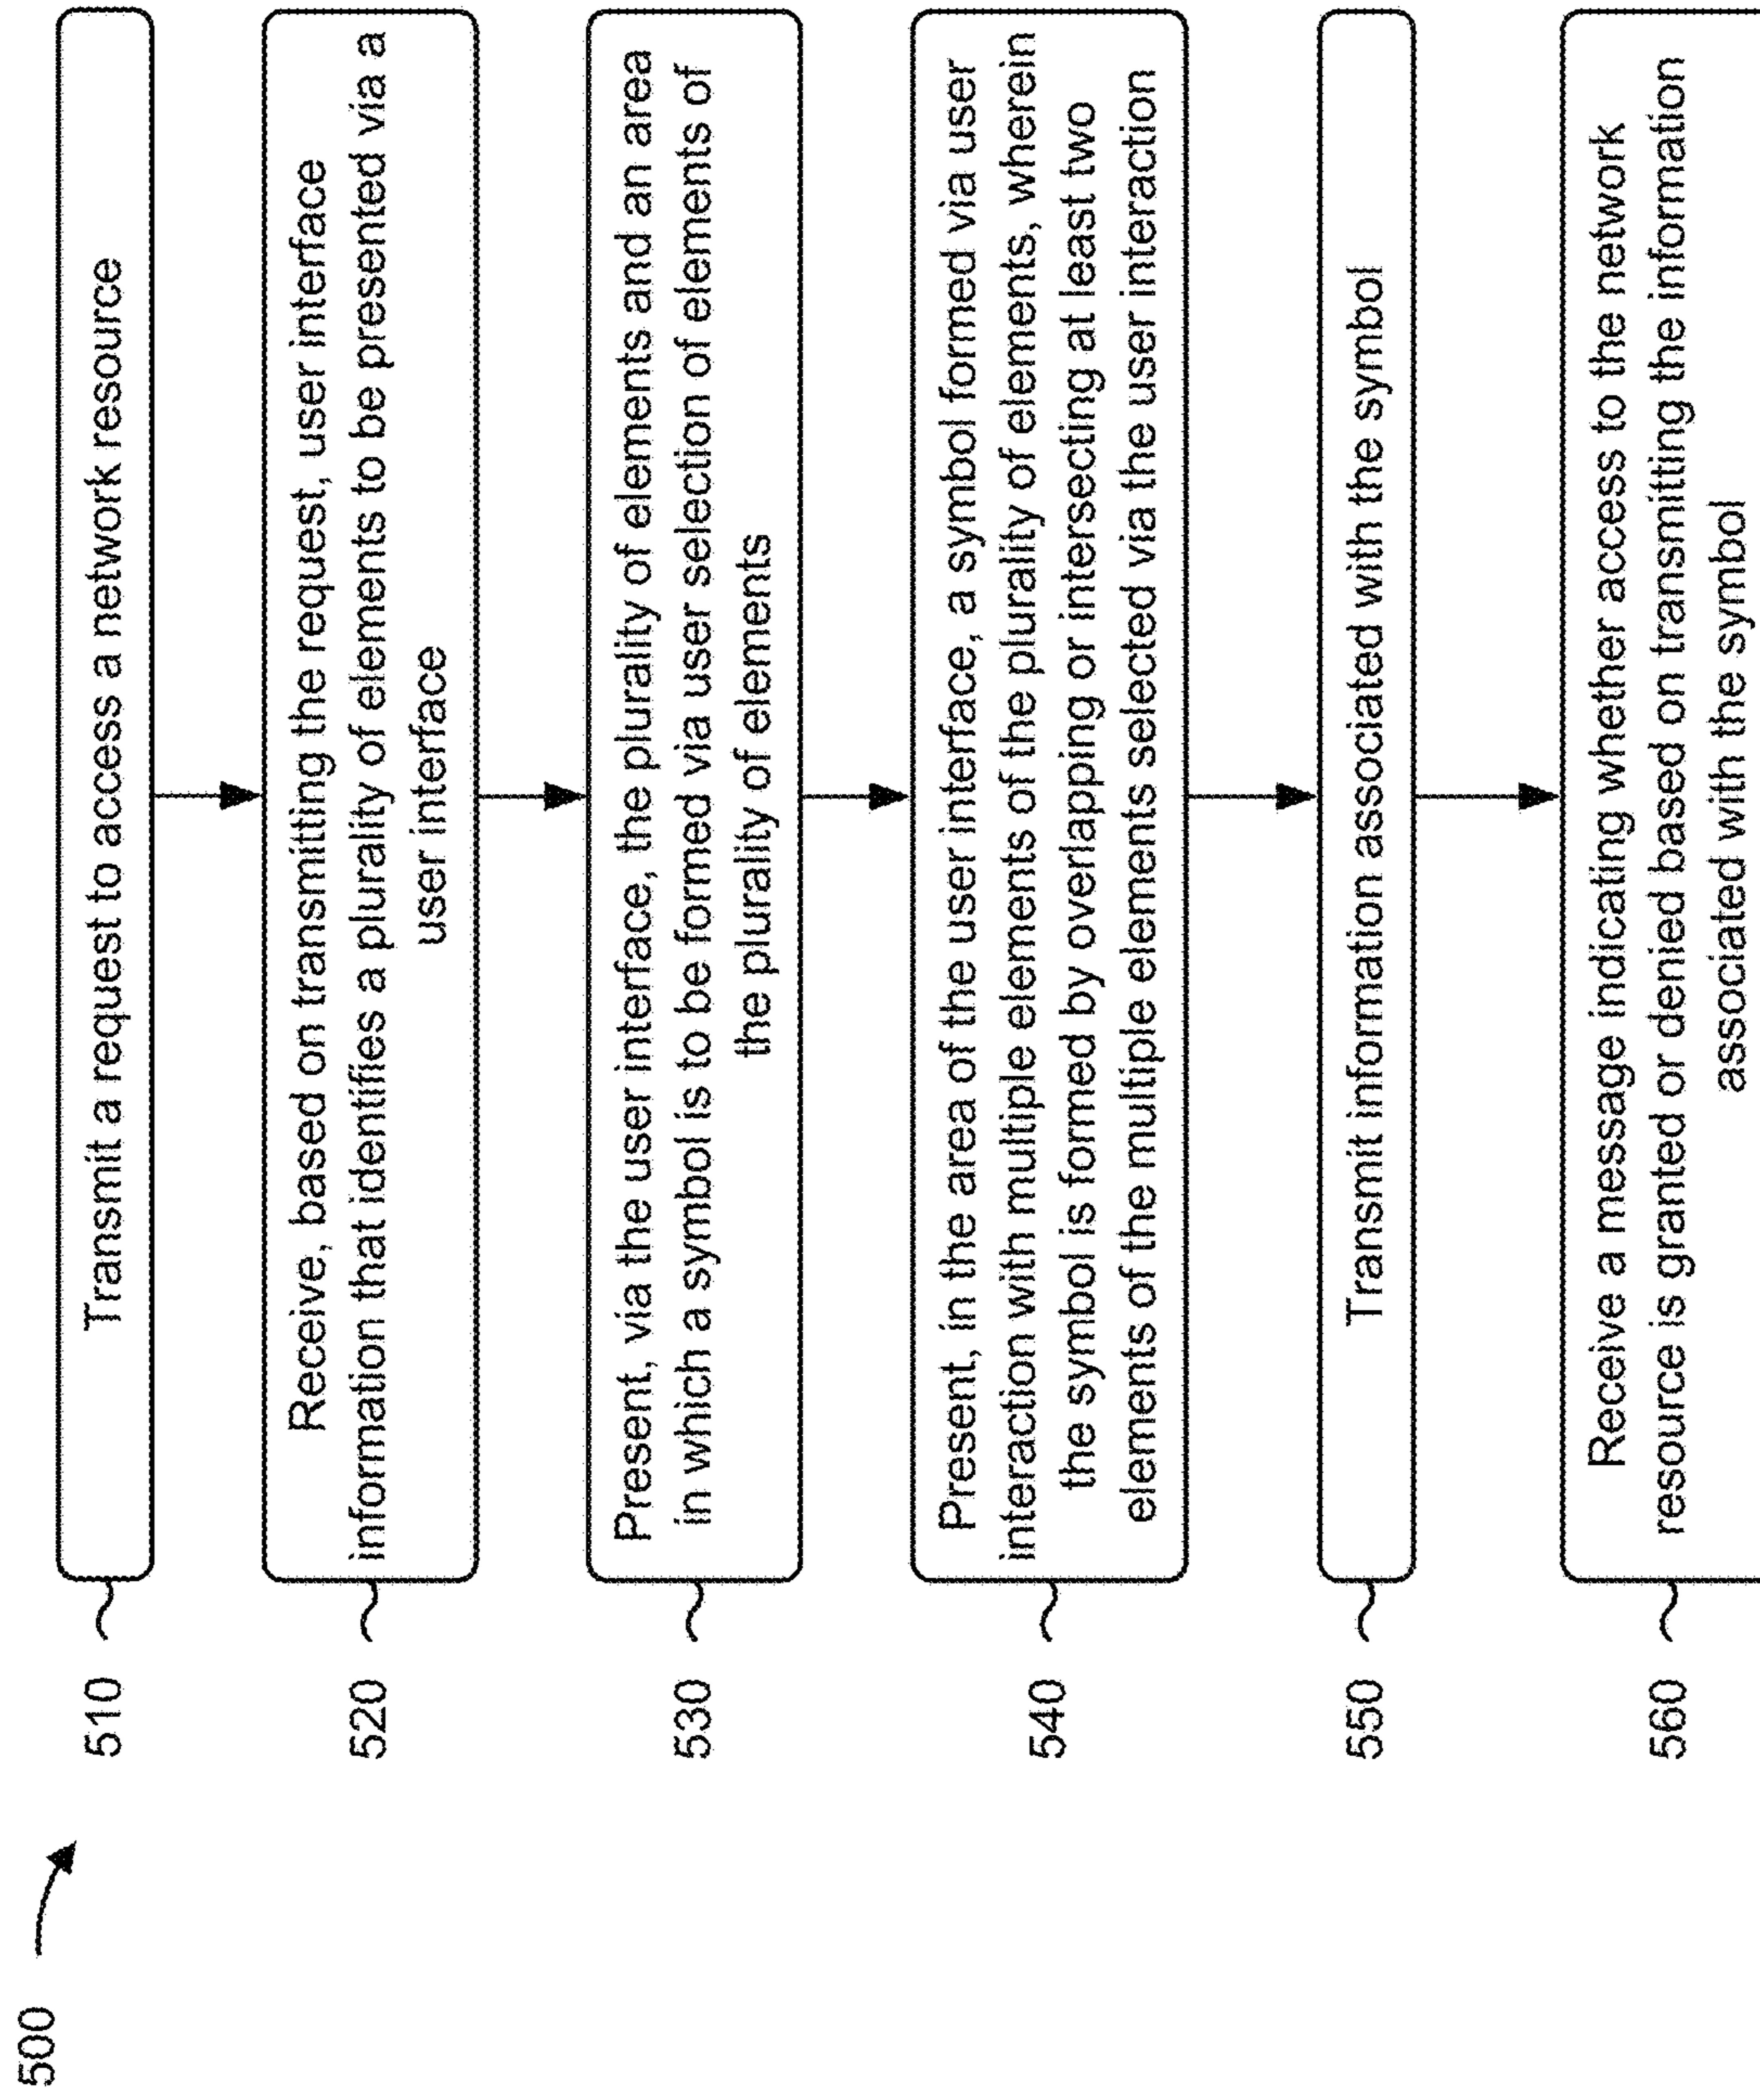 500
510
Transmit a request to access a network resource
520
Receive, based on transmitting the request, user interface
information that identifies a plurality of elements to be presented via a
user interface
530
Present, via the user interface, the plurality of elements and an area
in which a symbol is to be formed via user selection of elements of
the plurality of elements
540
Present, in the area of the user interface, a symbol formed via user
interaction with multiple elements of the plurality of elements, wherein
the symbol is formed by overlapping or intersecting at least two
elements of the multiple elements selected via the user interaction
550
Transmit information associated with the symbol
560
Receive a message indicating whether access to the network
resource is granted or denied based on transmitting the information
associated with the symbol